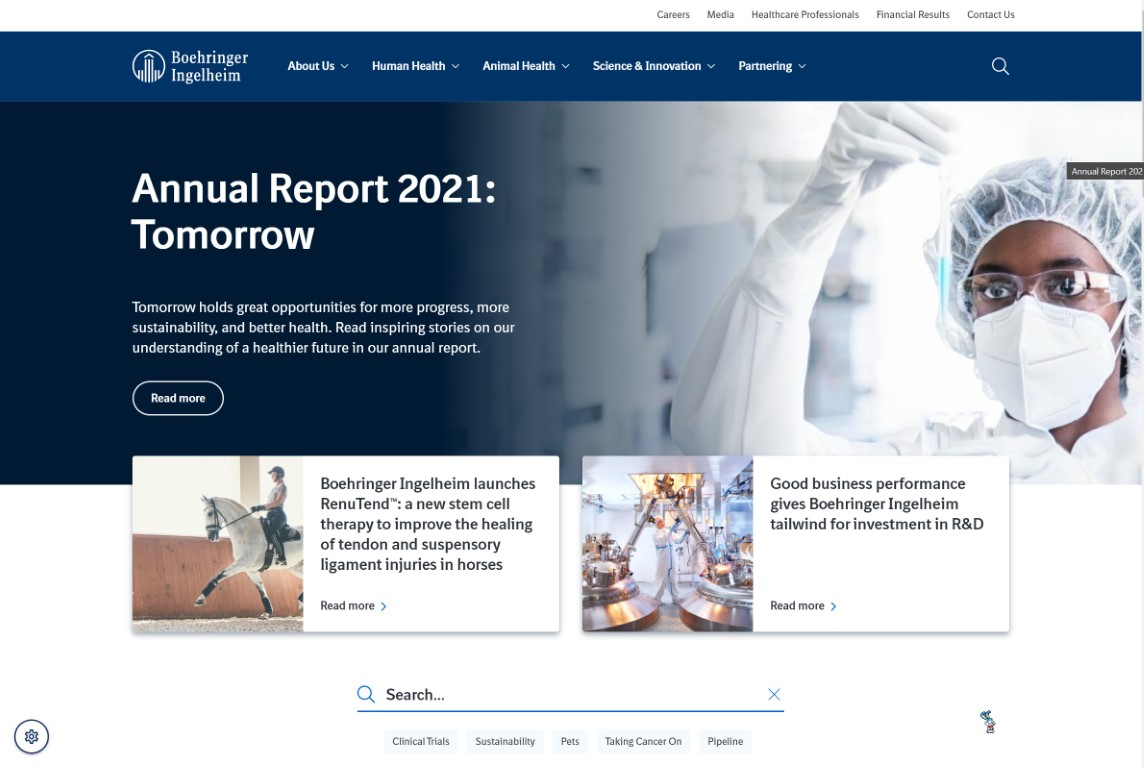 Careers Media Healthcare Professionals Financial Results Contact Us
Boehringer
Ingelheim
About Us Human Health Animal Health Science & Innovation Partnering
Annual Report 2021:
Tomorrow
Annual Report 202
Tomorrow holds great opportunities for more progress, more
sustainability, and better health. Read inspiring stories on our
understanding of a healthier future in our annual report.
Read more
Boehringer Ingelheim launches
RenuTend™: a new stem cell
therapy to improve the healing
of tendon and suspensory
ligament injuries in horses
Read more
Good business performance
gives Boehringer Ingelheim
tailwind for investment in R&D
Read more
Search...
Clinical Trials Sustainability Pets Taking Cancer On Pipeline